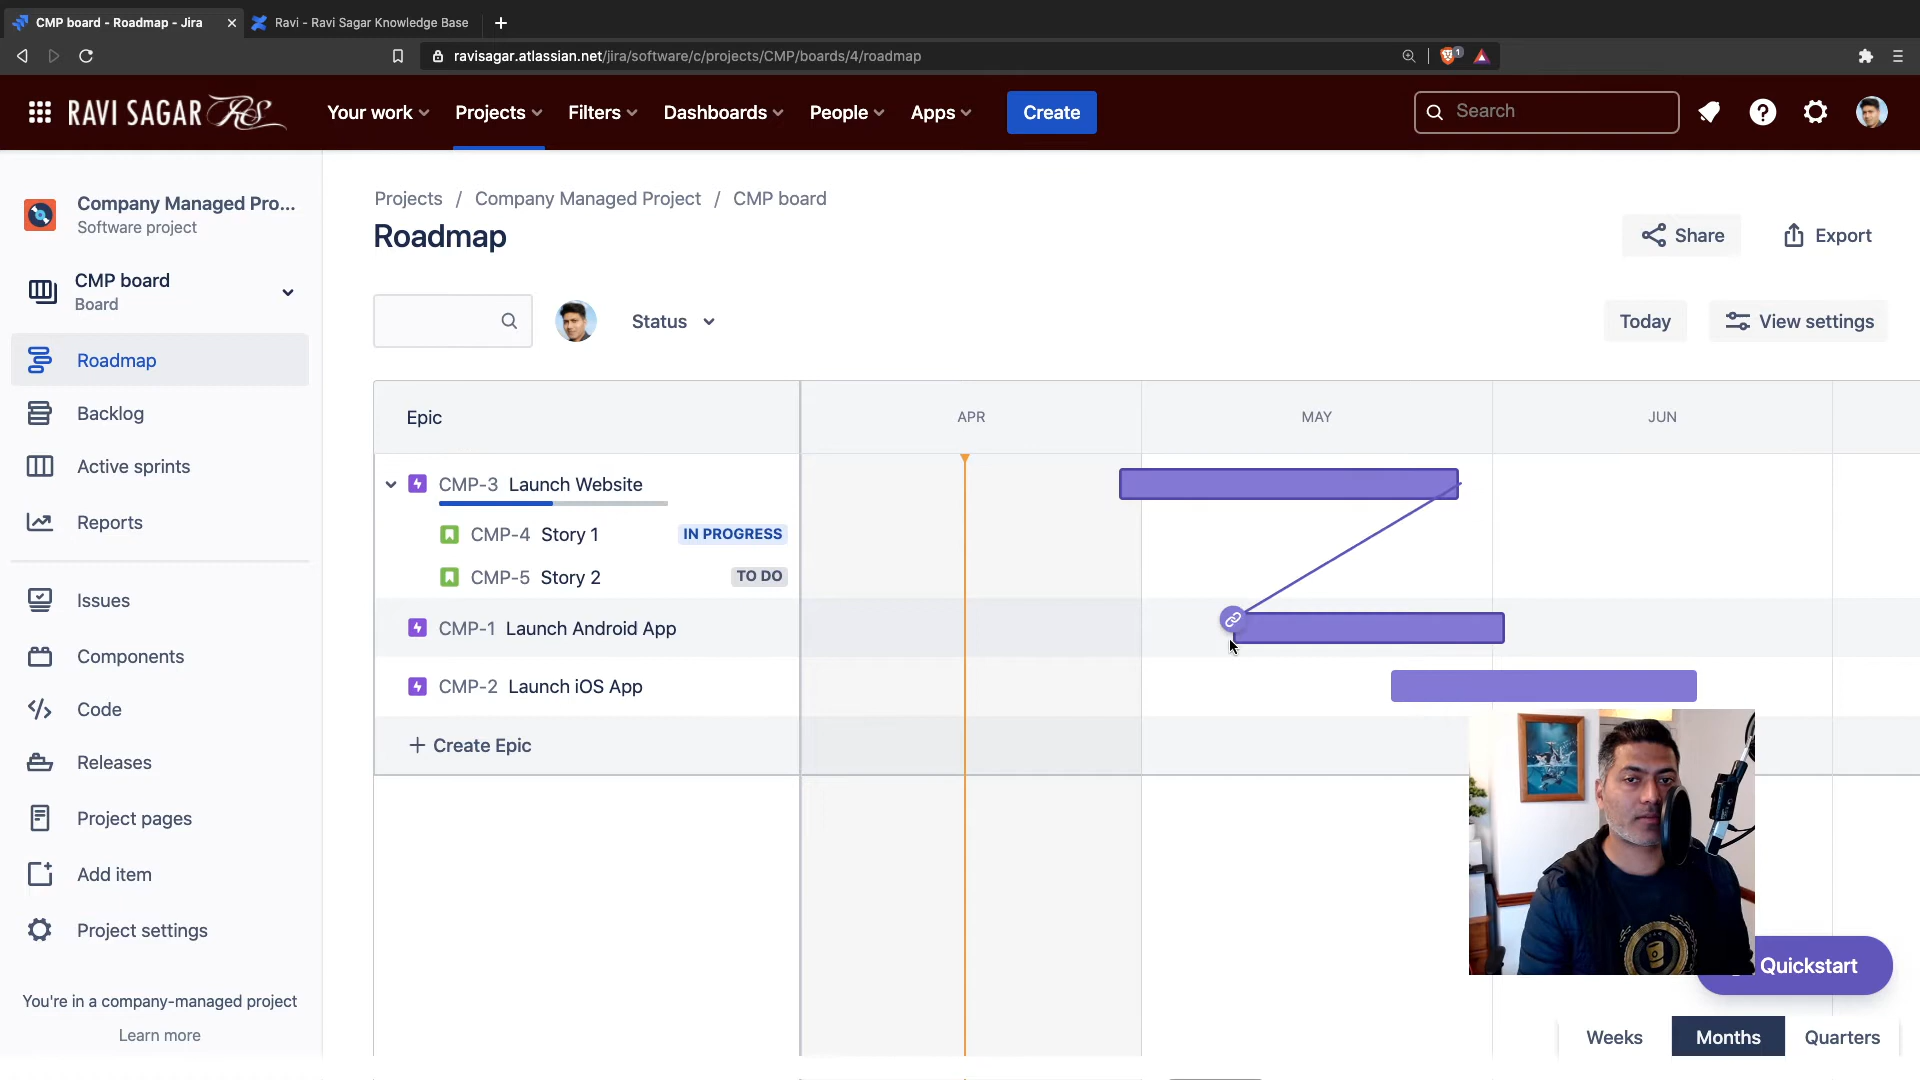 CMP board - Roadmap - Jira
Ravi - Ravi Sagar Knowledge Base
ravisagar.atlassian.net/jira/software/c/projects/CMP/boards/4/roadmap
1
RAVI SAGAR RS
Your work
Projects
Filters
Dashboards
People
Apps
Create
Search
Company Managed Pro...
Software project
CMP board
Board
Roadmap
Backlog
Active sprints
Reports
Issues
Components
Code
Releases
Project pages
Add item
Project settings
You're in a company-managed project
Learn more
Projects / Company Managed Project / CMP board
Roadmap
Share
Export
Status
Today
View settings
Epic
APR
MAY
JUN
CMP-3 Launch Website
CMP-4 Story 1 IN PROGRESS
CMP-5 Story 2 TO DO
CMP-1 Launch Android App
CMP-2 Launch iOS App
+ Create Epic
Quickstart
Weeks
Months
Quarters